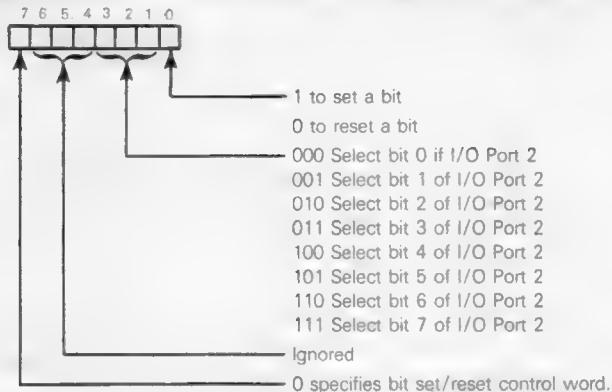 7 6 5. 4 3 2 1 0
1 to set a bit
0 to reset a bit
000 Select bit 0 if I/O Port 2
001 Select bit 1 of I/O Port 2
010 Select bit 2 of I/O Port 2
011 Select bit 3 of I/O Port 2
100 Select bit 4 of I/O Port 2
101 Select bit 5 of I/O Port 2
110 Select bit 6 of I/O Port 2
111 Select bit 7 of I/O Port 2
Ignored
0 specifies bit set/reset control word.